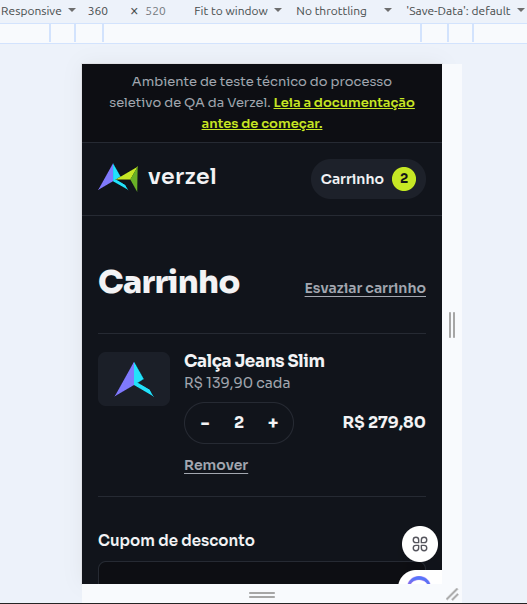 Responsive 360 × 520 Fit to window No throttling 'Save-Data': default
Ambiente de teste técnico do processo
seletivo de QA da Verzel. Leia a documentação
antes de começar.
verzel Carrinho 2
Carrinho Esvaziar carrinho
Calça Jeans Slim
R$ 139,90 cada
− 2 + R$ 279,80
Remover
Cupom de desconto